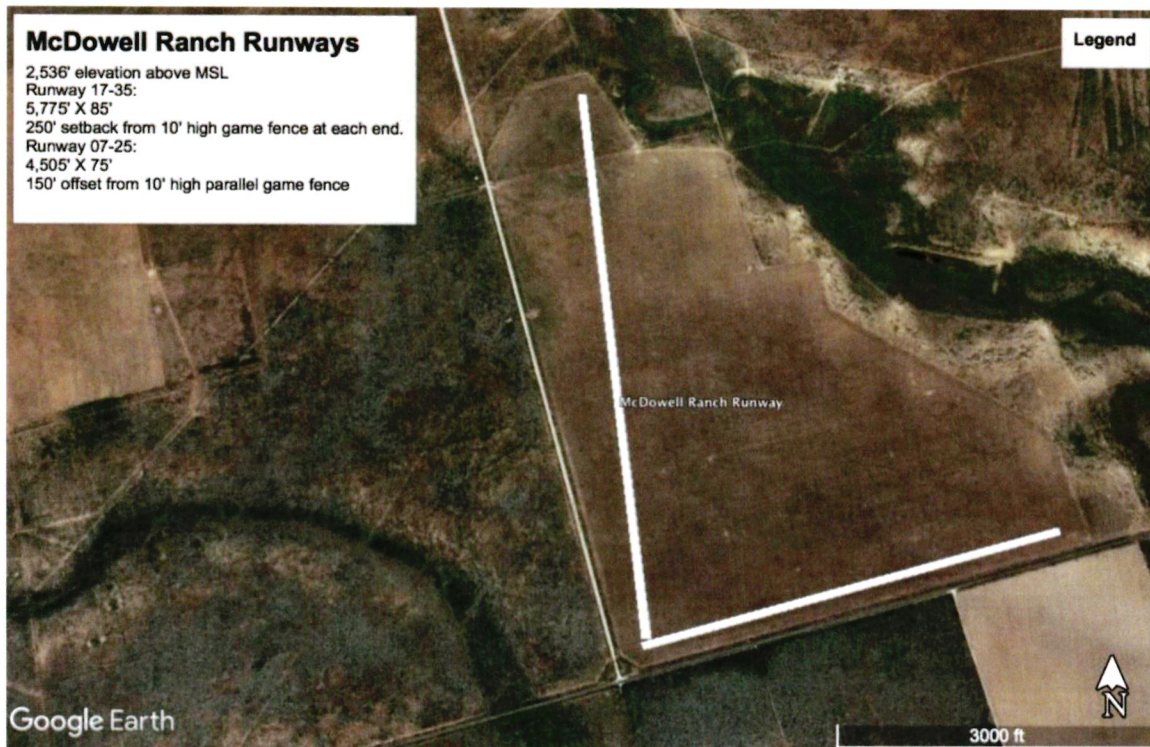 McDowell Ranch Runways
2,536' elevation above MSL
Runway 17-35:
5,775' X 85'
250' setback from 10' high game fence at each end.
Runway 07-25:
4,505' X 75'
150' offset from 10' high parallel game fence
Legend
McDowell Ranch Runway
Google Earth
N
3000 ft